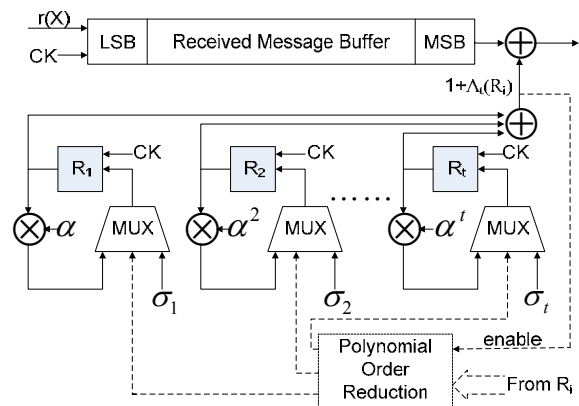 r(X)
CK
LSB
Received Message Buffer
MSB
1+Λₜ(Rᵢ)
CK
CK
CK
R₁
R₂
Rₜ
......
α
MUX
α²
MUX
αᵗ
MUX
σ₁
σ₂
σₜ
enable
Polynomial
Order
Reduction
From Rᵢ